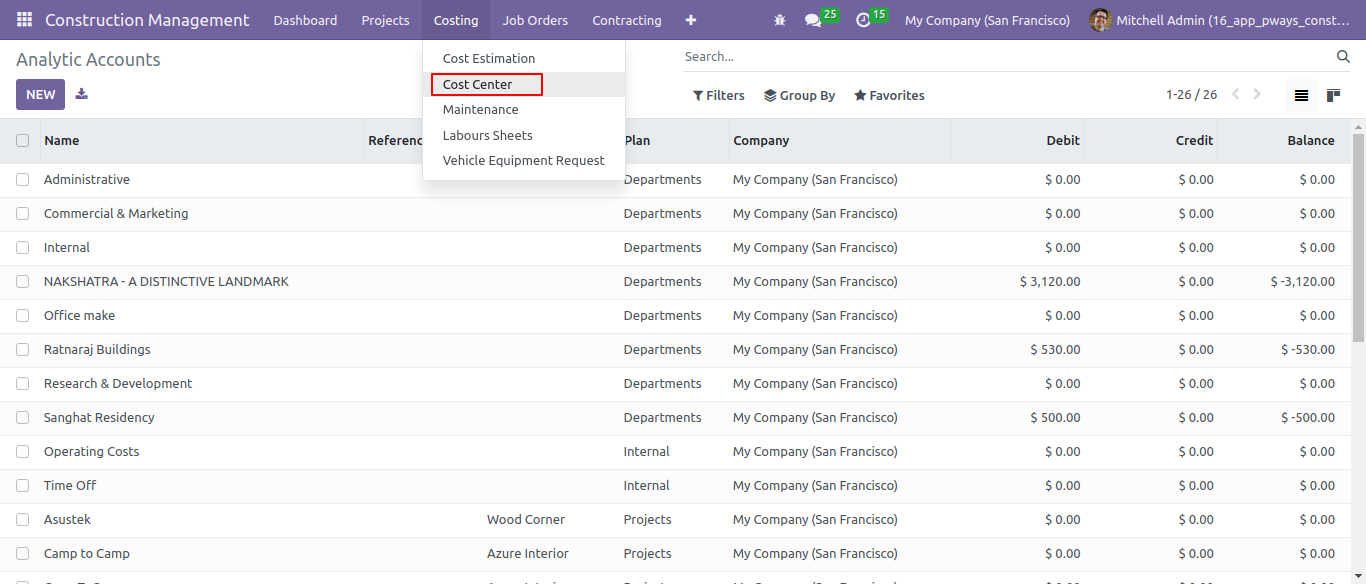 Construction Management Dashboard Projects Costing Job Orders Contracting 25 15 My Company (San Francisco) Mitchell Admin (16_app_pways_const...
Analytic Accounts
Search...
NEW
Cost Estimation
Cost Center
Maintenance
Labours Sheets
Vehicle Equipment Request
Filters Group By Favorites 1-26 / 26
Name Referenc Plan Company Debit Credit Balance
Administrative Departments My Company (San Francisco) $ 0.00 $ 0.00 $ 0.00
Commercial & Marketing Departments My Company (San Francisco) $ 0.00 $ 0.00 $ 0.00
Internal Departments My Company (San Francisco) $ 0.00 $ 0.00 $ 0.00
NAKSHATRA - A DISTINCTIVE LANDMARK Departments My Company (San Francisco) $ 3,120.00 $ 0.00 $ -3,120.00
Office make Departments My Company (San Francisco) $ 0.00 $ 0.00 $ 0.00
Ratnaraj Buildings Departments My Company (San Francisco) $ 530.00 $ 0.00 $ -530.00
Research & Development Departments My Company (San Francisco) $ 0.00 $ 0.00 $ 0.00
Sanghat Residency Departments My Company (San Francisco) $ 500.00 $ 0.00 $ -500.00
Operating Costs Internal My Company (San Francisco) $ 0.00 $ 0.00 $ 0.00
Time Off Internal My Company (San Francisco) $ 0.00 $ 0.00 $ 0.00
Asustek Wood Corner Projects My Company (San Francisco) $ 0.00 $ 0.00 $ 0.00
Camp to Camp Azure Interior Projects My Company (San Francisco) $ 0.00 $ 0.00 $ 0.00